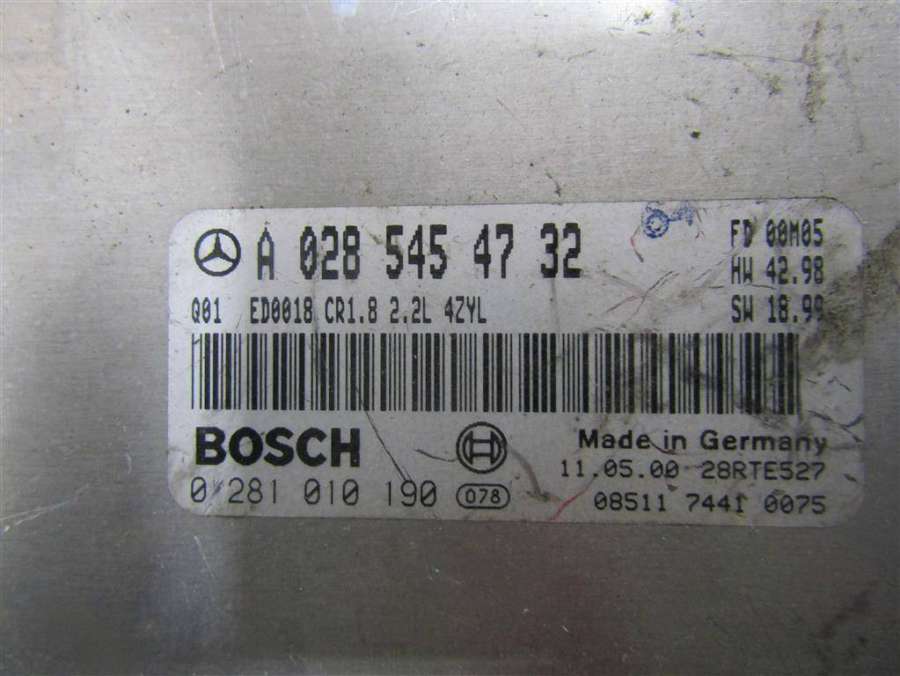 A 028 545 47 32
FD 00M05
HW 42.98
Q01 ED0018 CR1.8 2.2L 4ZYL
SW 18.99
BOSCH
Made in Germany
11.05.00 28RTE527
0 281 010 190 078
08511 7441 0075